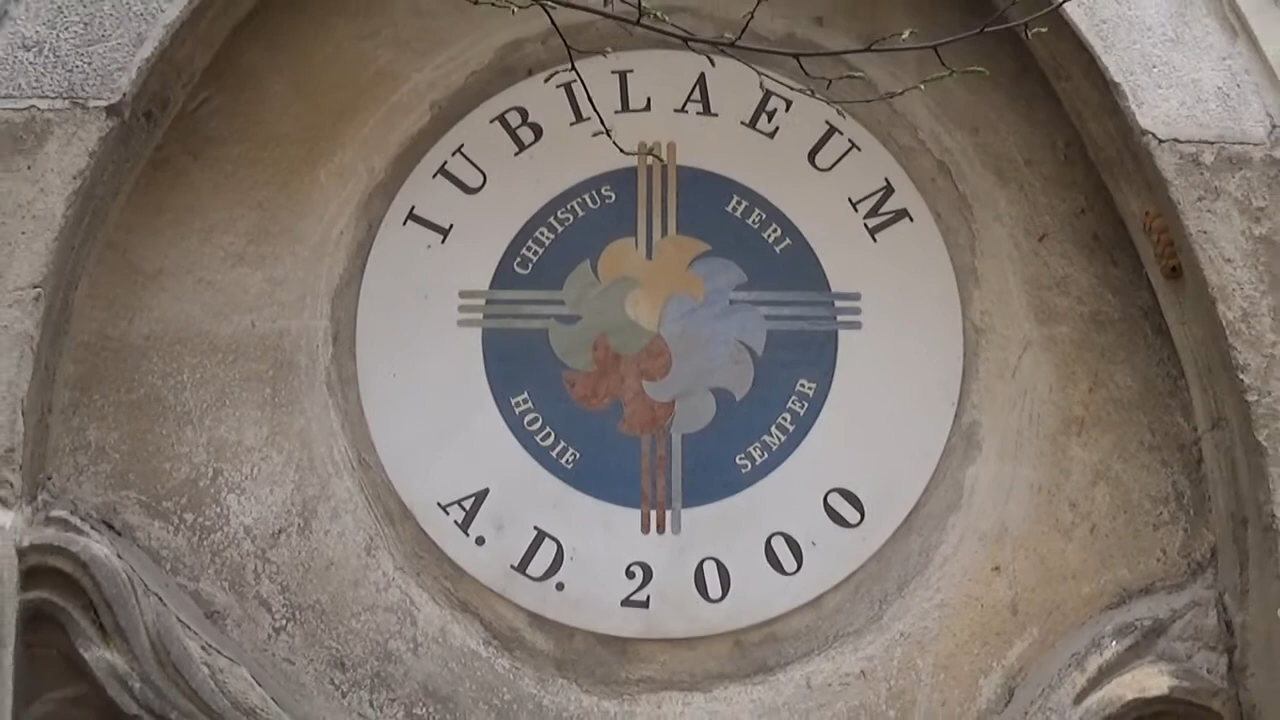 IUBILAEUM
CHRISTUS
HERI
HODIE
SEMPER
A. D. 2000